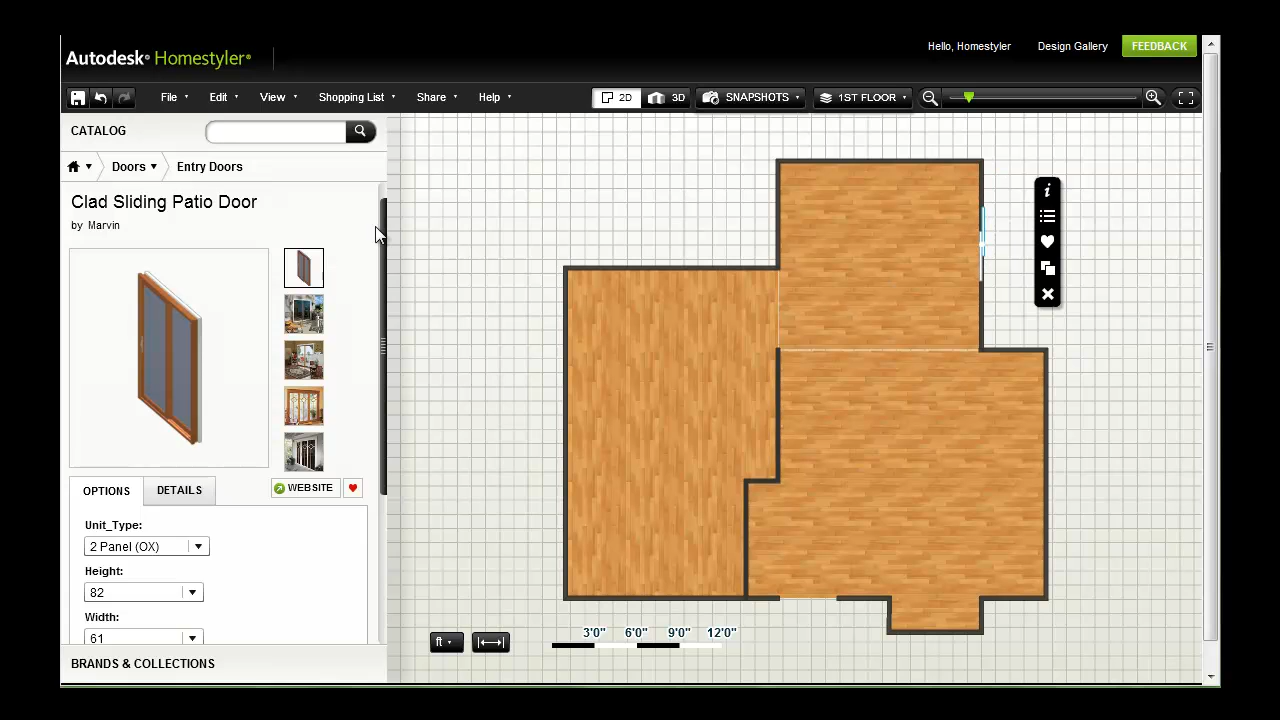 Autodesk® Homestyler®
Hello, Homestyler
Design Gallery
FEEDBACK
File
Edit
View
Shopping List
Share
Help
2D
3D
SNAPSHOTS
1ST FLOOR
CATALOG
Doors
Entry Doors
Clad Sliding Patio Door
by Marvin
OPTIONS
DETAILS
WEBSITE
Unit_Type:
2 Panel (OX)
Height:
82
Width:
61
BRANDS & COLLECTIONS
ft
3'0" 6'0" 9'0" 12'0"
i